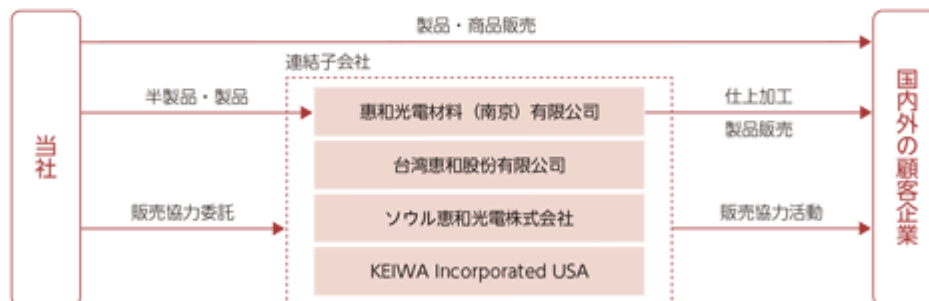 製品・商品販売
連結子会社
半製品・製品
惠和光電材料（南京）有限公司
仕上加工
製品販売
当社
台湾恵和股份有限公司
国内外の顧客企業
販売協力委託
ソウル恵和光電株式会社
販売協力活動
KEIWA Incorporated USA